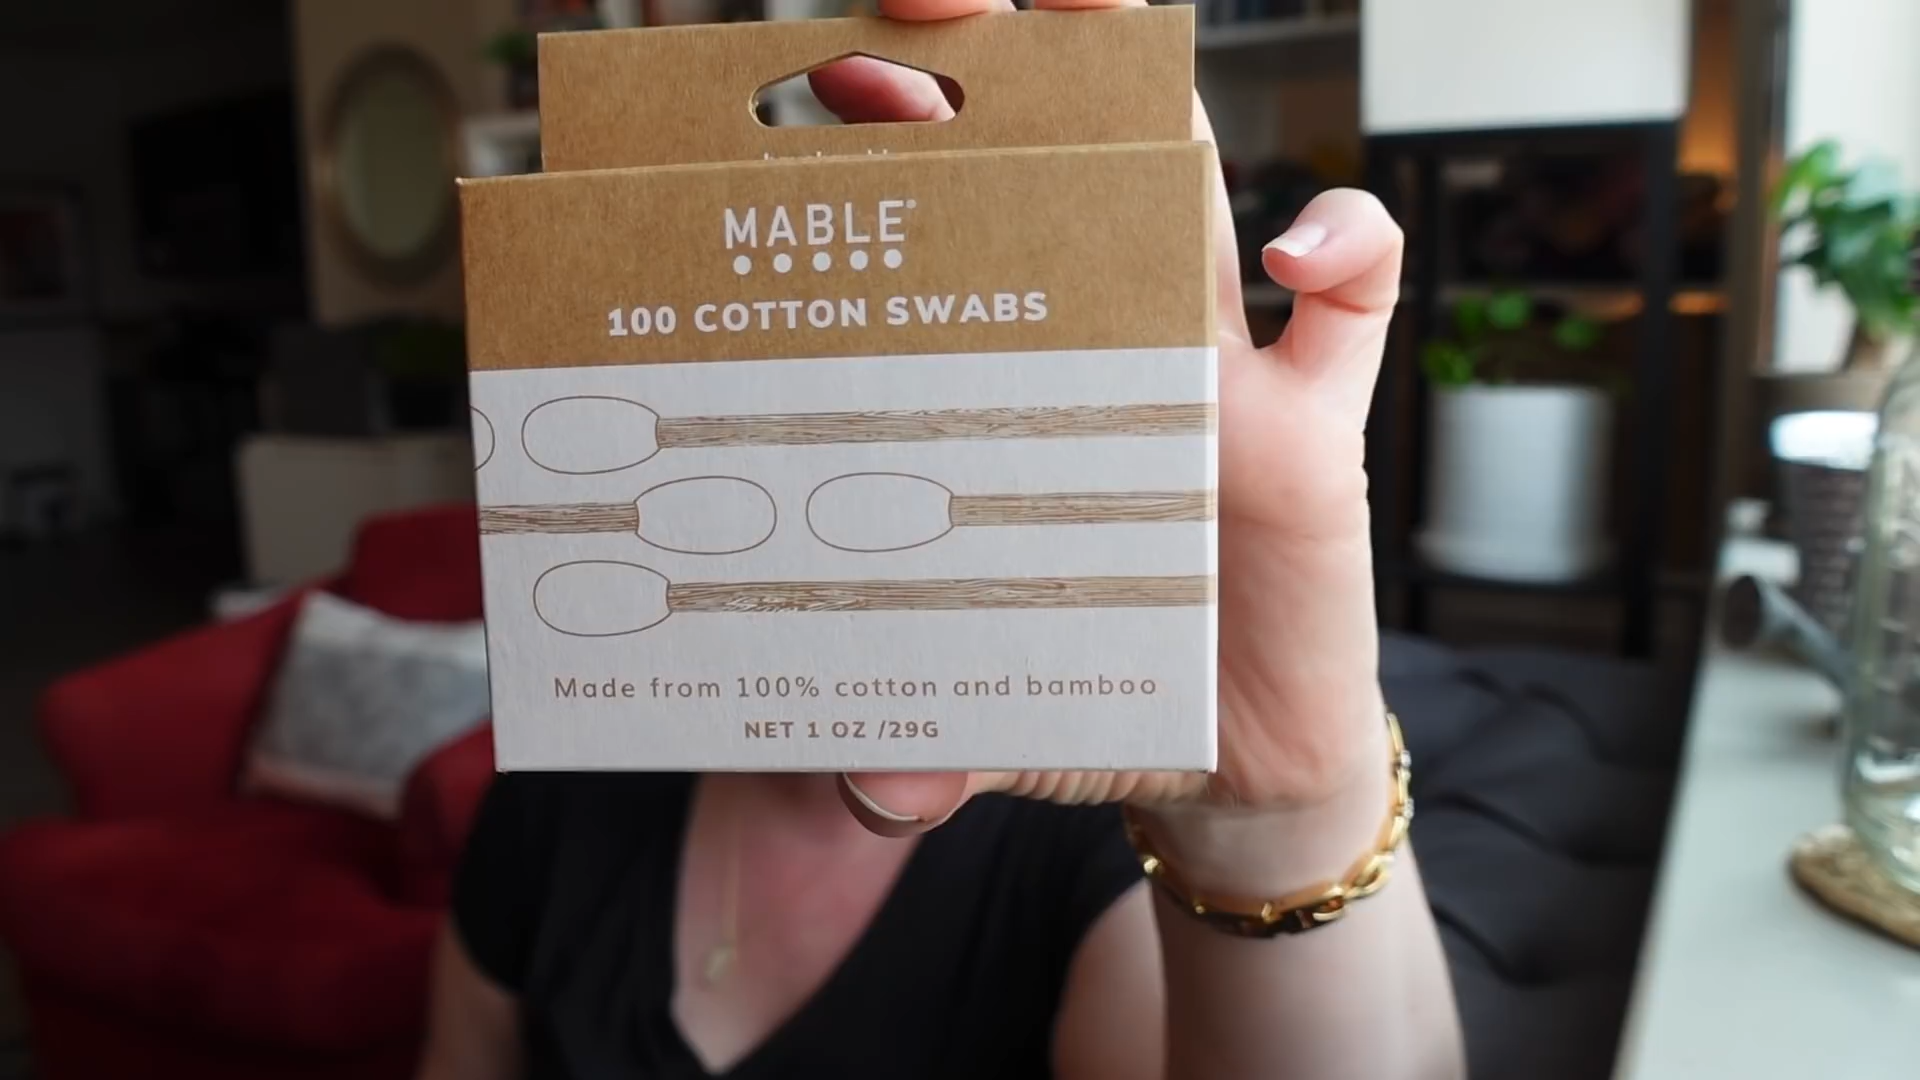 MABLE
100 COTTON SWABS
Made from 100% cotton and bamboo
NET 1 OZ /29G